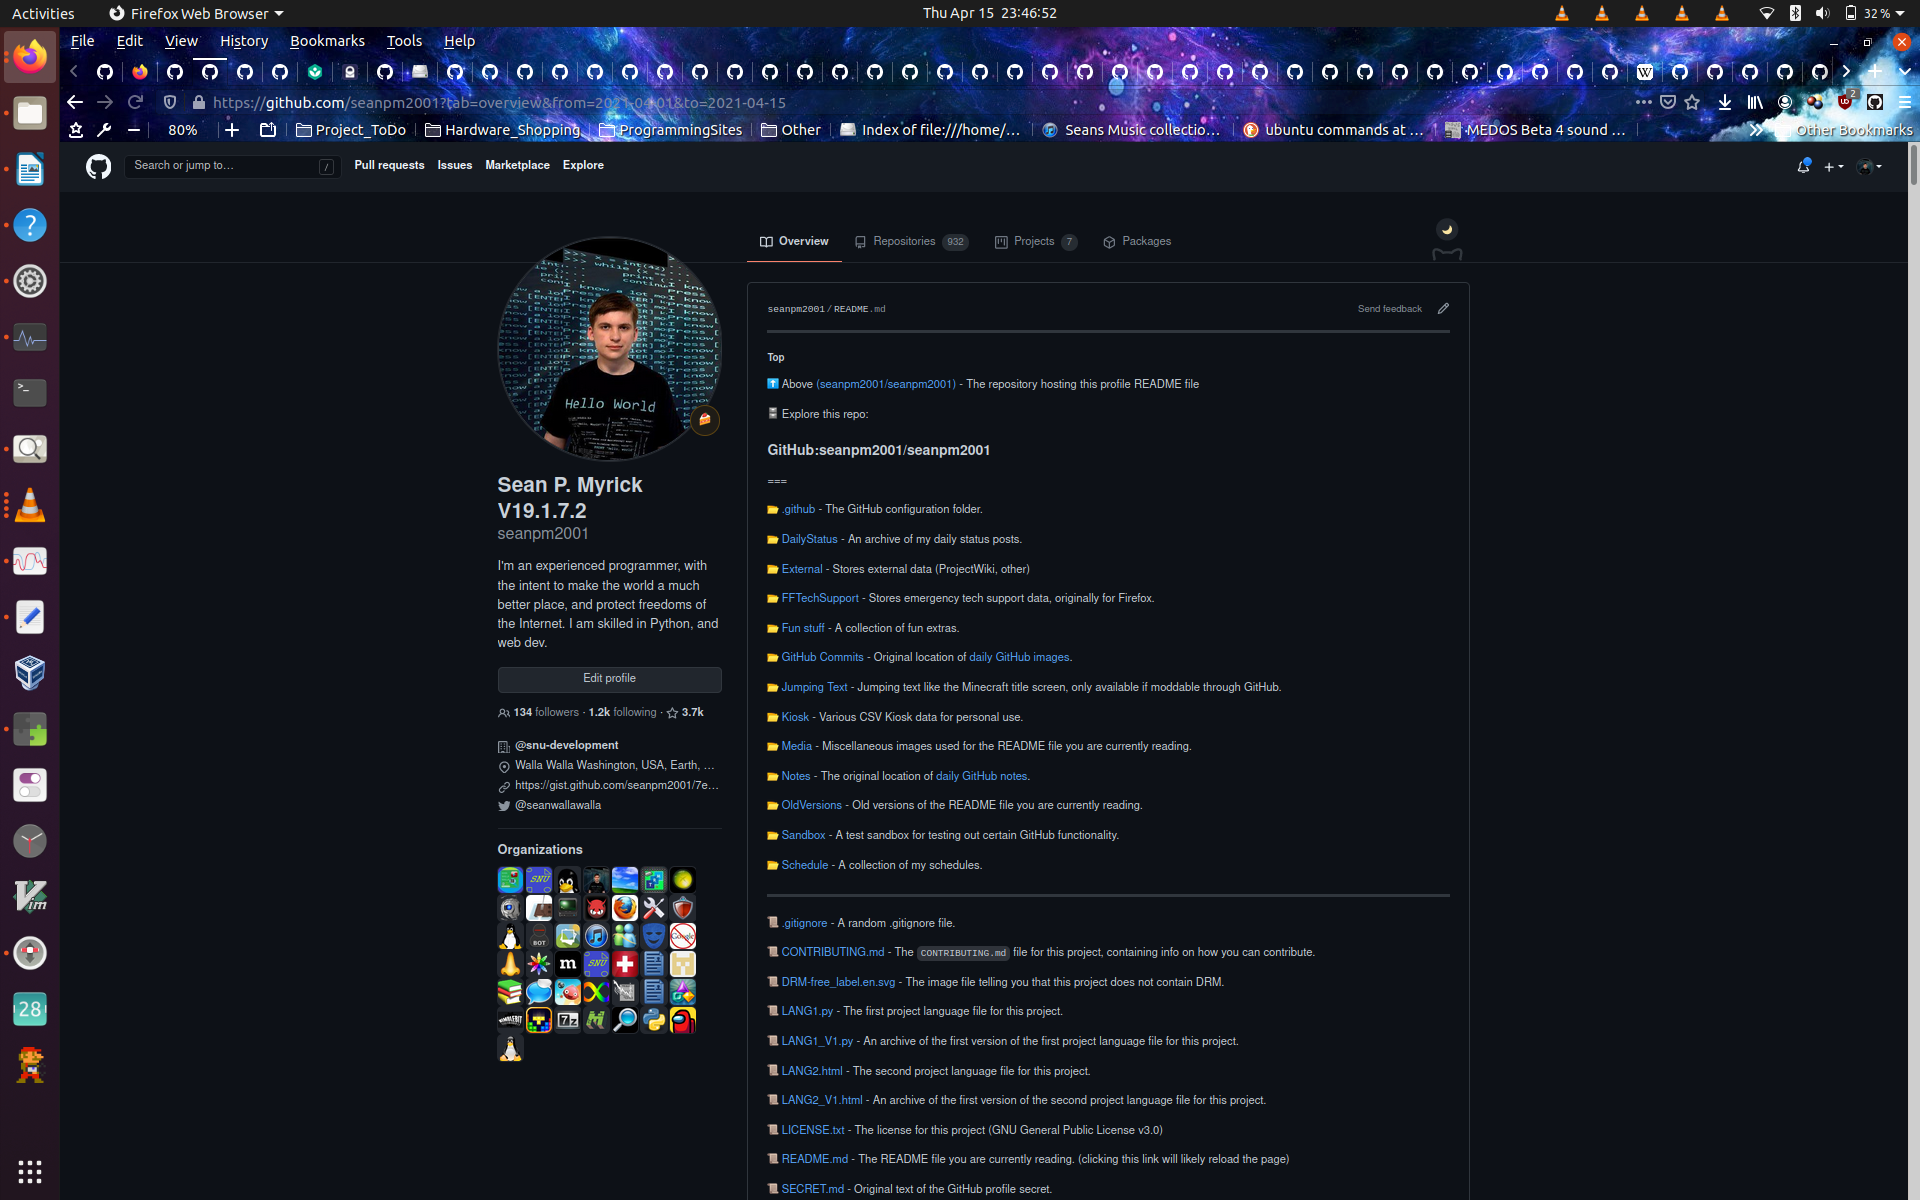 Activities
Firefox Web Browser
Thu Apr 15 23:46:52
32 %
File Edit View History Bookmarks Tools Help
https://github.com/seanpm2001?tab=overview&from=2021-04-01&to=2021-04-15
2
80%
Project_ToDo
Hardware_Shopping
ProgrammingSites
Other
Index of file:///home/…
Seans Music collectio…
ubuntu commands at …
MEDOS Beta 4 sound …
Other Bookmarks
Search or jump to…
/
Pull requests Issues Marketplace Explore
Overview
Repositories 932
Projects 7
Packages
Hello World
Sean P. Myrick
V19.1.7.2
seanpm2001
I'm an experienced programmer, with
the intent to make the world a much
better place, and protect freedoms of
the Internet. I am skilled in Python, and
web dev.
Edit profile
134 followers · 1.2k following · 3.7k
@snu-development
Walla Walla Washington, USA, Earth, …
https://gist.github.com/seanpm2001/7e…
@seanwallawalla
Organizations
seanpm2001/README.md
Send feedback
Top
Above (seanpm2001/seanpm2001) - The repository hosting this profile README file
Explore this repo:
GitHub:seanpm2001/seanpm2001
===
.github - The GitHub configuration folder.
DailyStatus - An archive of my daily status posts.
External - Stores external data (ProjectWiki, other)
FFTechSupport - Stores emergency tech support data, originally for Firefox.
Fun stuff - A collection of fun extras.
GitHub Commits - Original location of daily GitHub images.
Jumping Text - Jumping text like the Minecraft title screen, only available if moddable through GitHub.
Kiosk - Various CSV Kiosk data for personal use.
Media - Miscellaneous images used for the README file you are currently reading.
Notes - The original location of daily GitHub notes.
OldVersions - Old versions of the README file you are currently reading.
Sandbox - A test sandbox for testing out certain GitHub functionality.
Schedule - A collection of my schedules.
.gitignore - A random .gitignore file.
CONTRIBUTING.md - The CONTRIBUTING.md file for this project, containing info on how you can contribute.
DRM-free_label.en.svg - The image file telling you that this project does not contain DRM.
LANG1.py - The first project language file for this project.
LANG1_V1.py - An archive of the first version of the first project language file for this project.
LANG2.html - The second project language file for this project.
LANG2_V1.html - An archive of the first version of the second project language file for this project.
LICENSE.txt - The license for this project (GNU General Public License v3.0)
README.md - The README file you are currently reading. (clicking this link will likely reload the page)
SECRET.md - Original text of the GitHub profile secret.
28